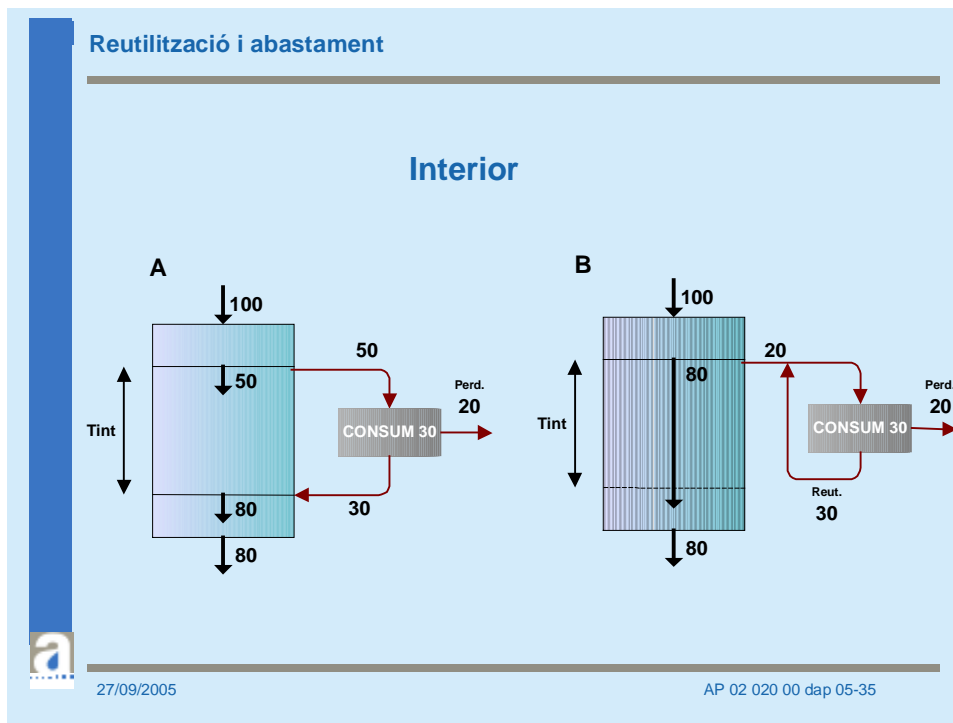 Reutilització i abastament
Interior
A
100
50
50
Perd.
20
CONSUM 30
Tint
80
30
80
B
100
20
80
Perd.
20
CONSUM 30
Tint
Reut.
30
80
a
27/09/2005
AP 02 020 00 dap 05-35